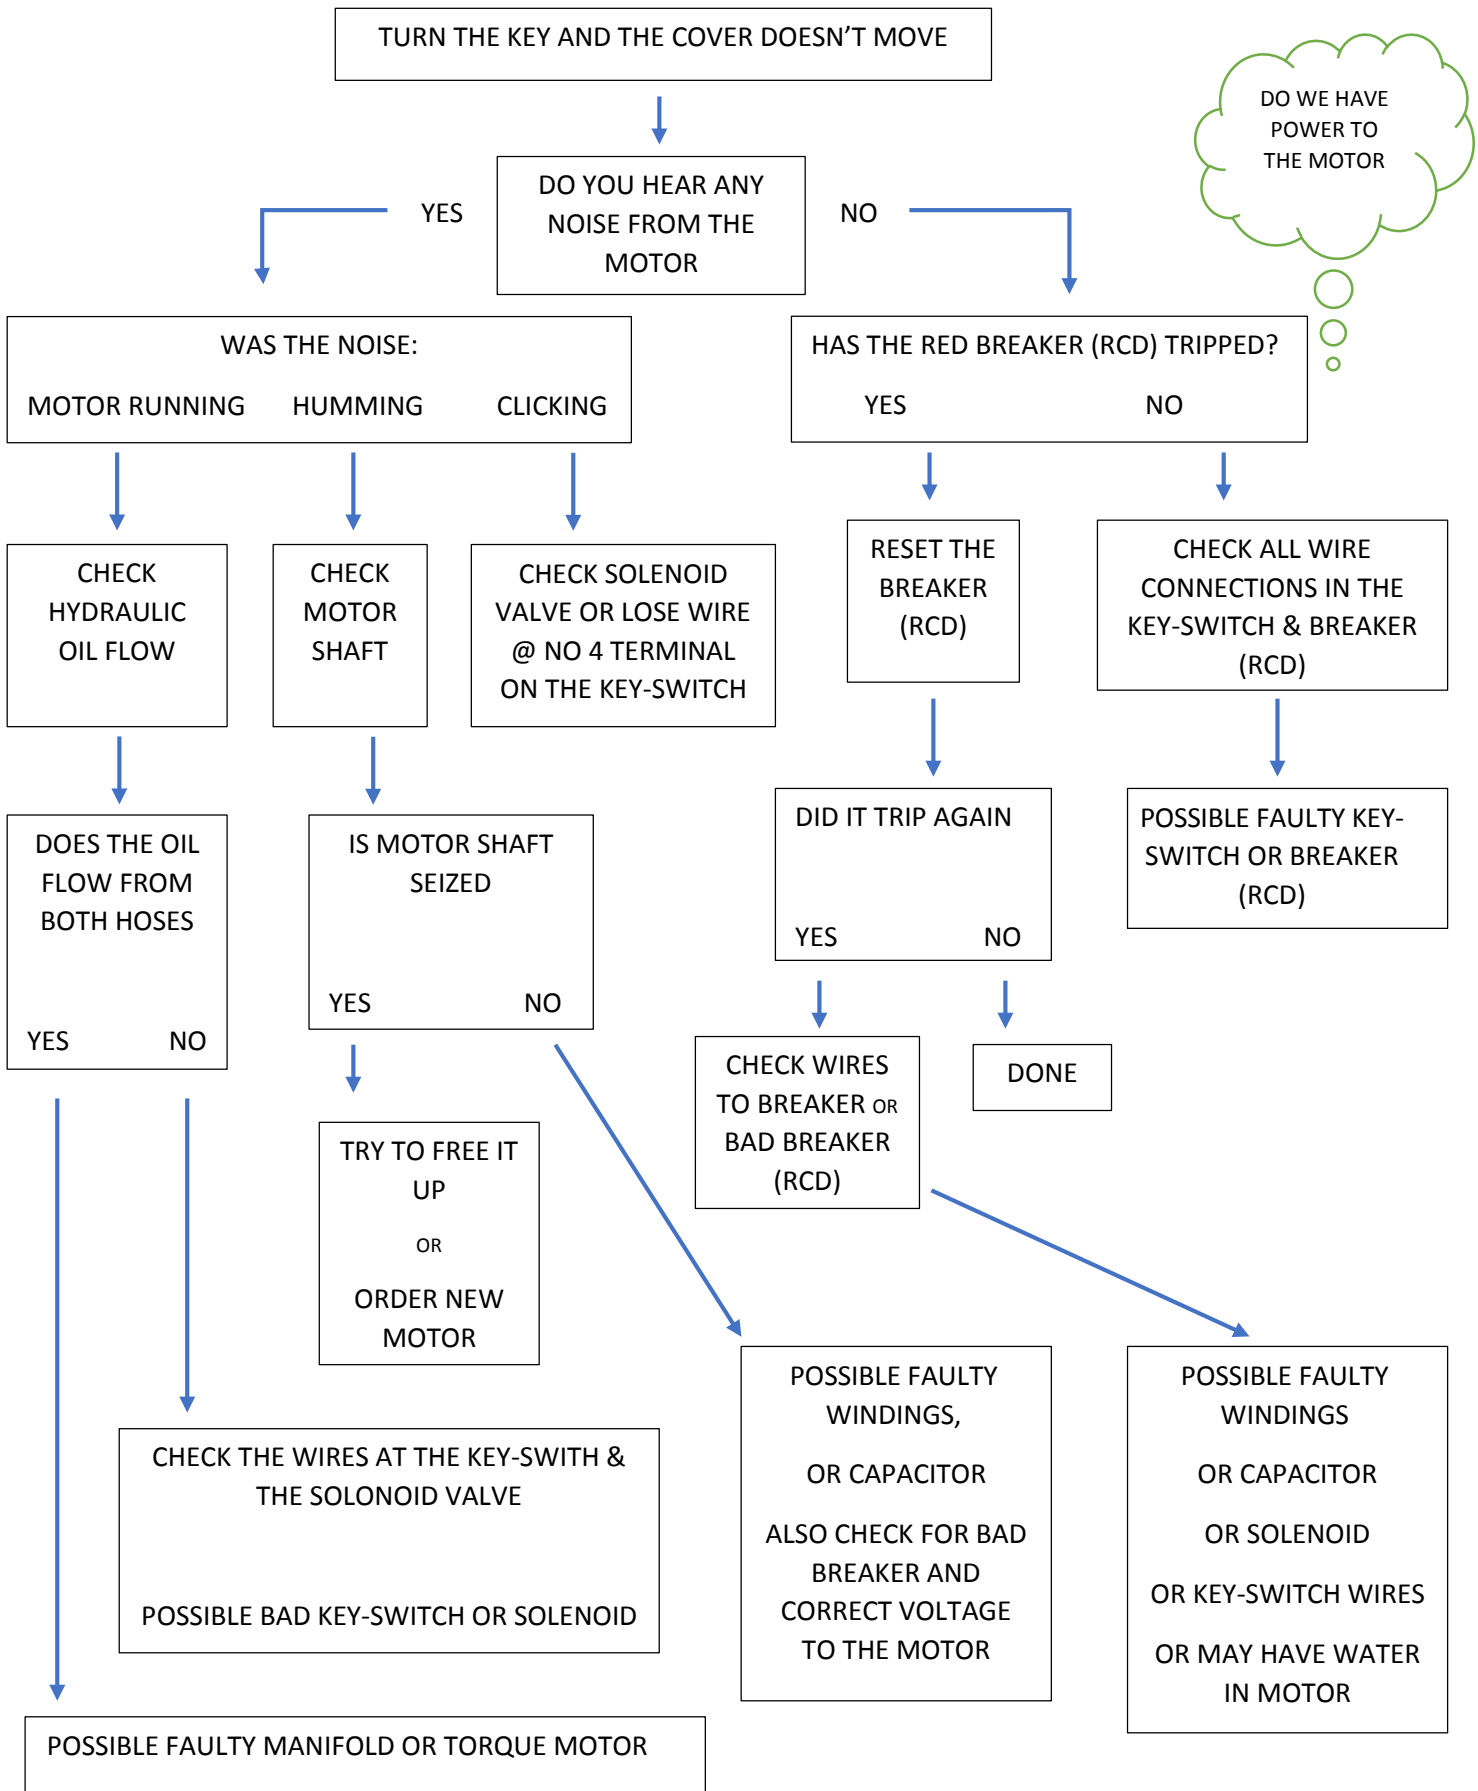 TURN THE KEY AND THE COVER DOESN'T MOVE
DO WE HAVE
POWER TO
THE MOTOR
DO YOU HEAR ANY
NOISE FROM THE
MOTOR
YES
NO
WAS THE NOISE:
MOTOR RUNNING HUMMING CLICKING
HAS THE RED BREAKER (RCD) TRIPPED?
YES NO
CHECK
HYDRAULIC
OIL FLOW
CHECK
MOTOR
SHAFT
CHECK SOLENOID
VALVE OR LOSE WIRE
@ NO 4 TERMINAL
ON THE KEY-SWITCH
RESET THE
BREAKER
(RCD)
CHECK ALL WIRE
CONNECTIONS IN THE
KEY-SWITCH & BREAKER
(RCD)
DOES THE OIL
FLOW FROM
BOTH HOSES
YES NO
IS MOTOR SHAFT
SEIZED
YES NO
DID IT TRIP AGAIN
YES NO
POSSIBLE FAULTY KEY-
SWITCH OR BREAKER
(RCD)
CHECK WIRES
TO BREAKER OR
BAD BREAKER
(RCD)
DONE
TRY TO FREE IT
UP
OR
ORDER NEW
MOTOR
CHECK THE WIRES AT THE KEY-SWITH &
THE SOLONOID VALVE
POSSIBLE BAD KEY-SWITCH OR SOLENOID
POSSIBLE FAULTY
WINDINGS,
OR CAPACITOR
ALSO CHECK FOR BAD
BREAKER AND
CORRECT VOLTAGE
TO THE MOTOR
POSSIBLE FAULTY
WINDINGS
OR CAPACITOR
OR SOLENOID
OR KEY-SWITCH WIRES
OR MAY HAVE WATER
IN MOTOR
POSSIBLE FAULTY MANIFOLD OR TORQUE MOTOR